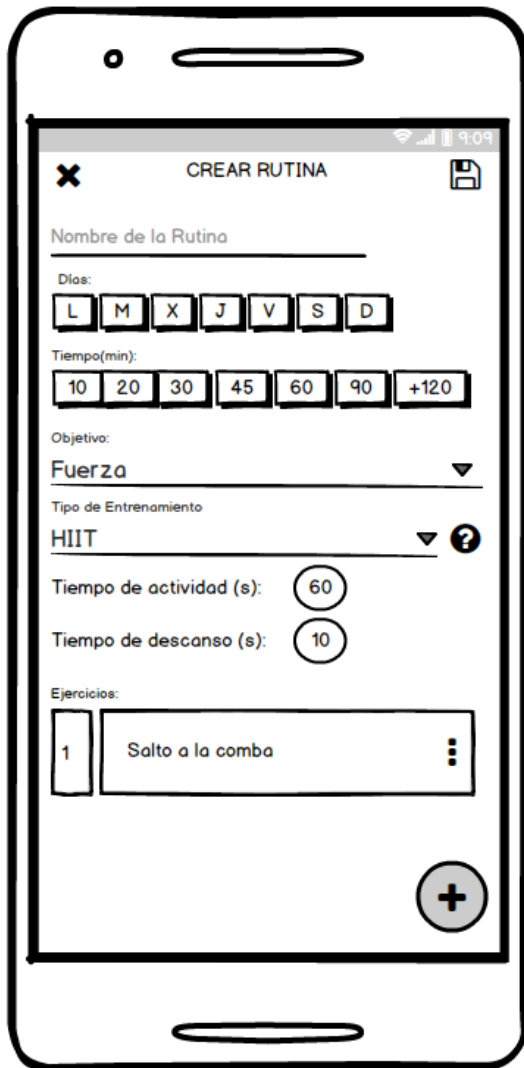 9:09
CREAR RUTINA
Nombre de la Rutina
Días:
L M X J V S D
Tiempo(min):
10 20 30 45 60 90 +120
Objetivo:
Fuerza
Tipo de Entrenamiento
HIIT
?
Tiempo de actividad (s): 60
Tiempo de descanso (s): 10
Ejercicios:
1 Salto a la comba
+